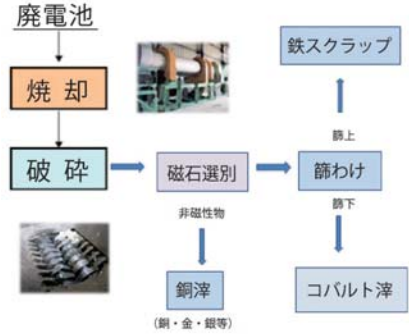 廃電池
焼却
鉄スクラップ
篩上
破砕
磁石選別
篩わけ
非磁性物
篩下
銅滓
コバルト滓
（銅・金・銀等）